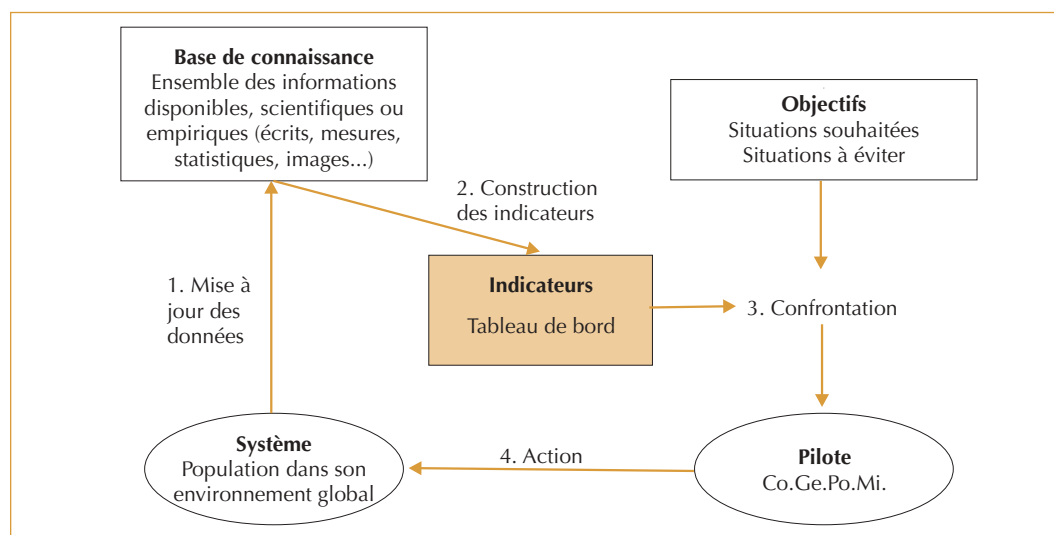 Base de connaissance
Ensemble des informations
disponibles, scientifiques ou
empiriques (écrits, mesures,
statistiques, images...)
Objectifs
Situations souhaitées
Situations à éviter
2. Construction
des indicateurs
1. Mise à
jour des
données
Indicateurs
Tableau de bord
3. Confrontation
Système
Population dans son
environnement global
4. Action
Pilote
Co.Ge.Po.Mi.